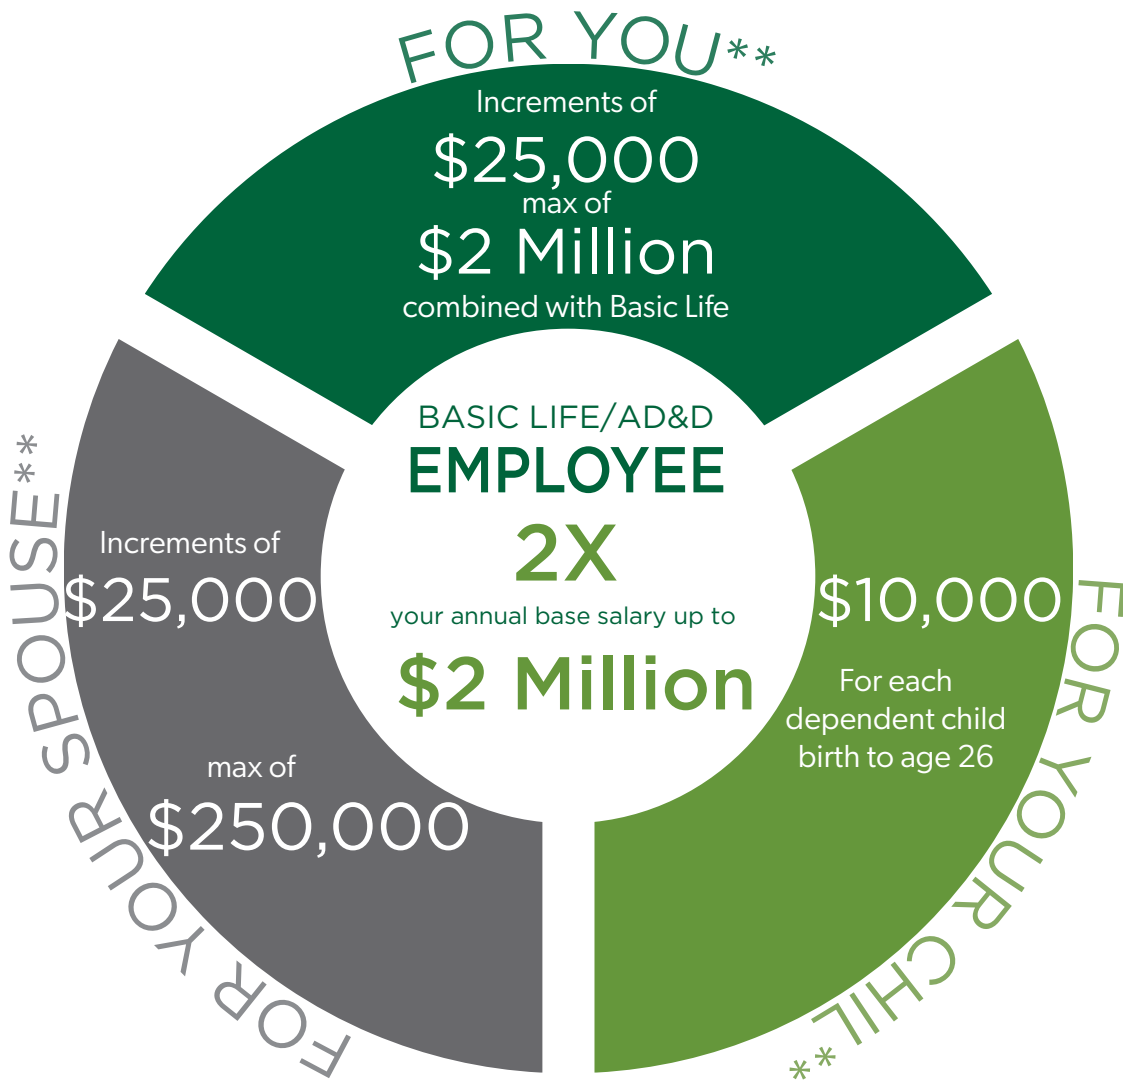 FOR YOU**
Increments of
$25,000
max of
$2 Million
combined with Basic Life
BASIC LIFE/AD&D
EMPLOYEE
2X
your annual base salary up to
$2 Million
FOR YOUR SPOUSE**
Increments of
$25,000
max of
$250,000
FOR YOUR CHIL**
$10,000
For each
dependent child
birth to age 26